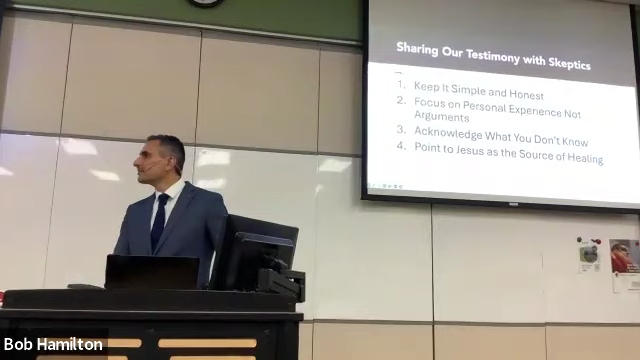 Sharing Our Testimony with Skeptics
1. Keep It Simple and Honest
2. Focus on Personal Experience Not
Arguments
3. Acknowledge What You Don't Know
4. Point to Jesus as the Source of Healing
Bob Hamilton